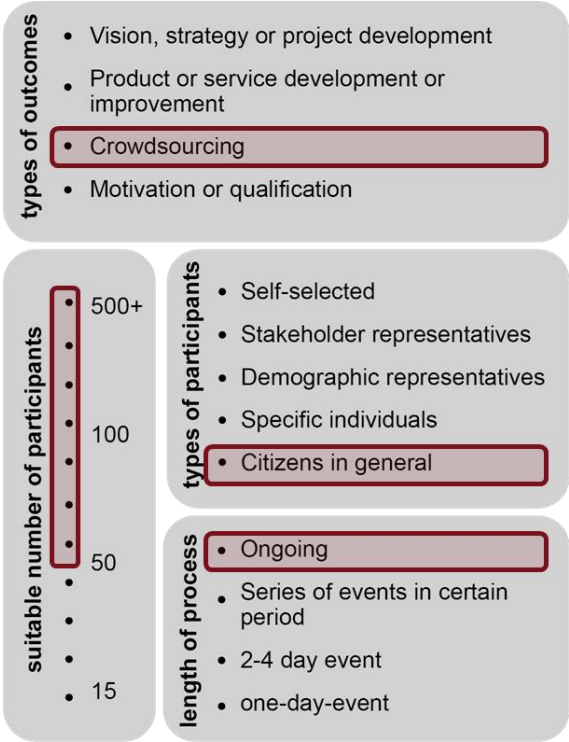 types of outcomes
• Vision, strategy or project development
• Product or service development or
improvement
• Crowdsourcing
• Motivation or qualification
suitable number of participants
500+
100
50
15
types of participants
• Self-selected
• Stakeholder representatives
• Demographic representatives
• Specific individuals
• Citizens in general
length of process
• Ongoing
• Series of events in certain
period
• 2-4 day event
• one-day-event